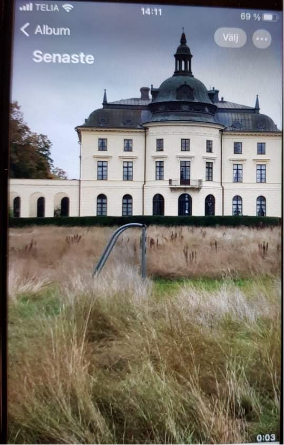 TELIA 14:11 69 %
Album Välj
Senaste
0:03